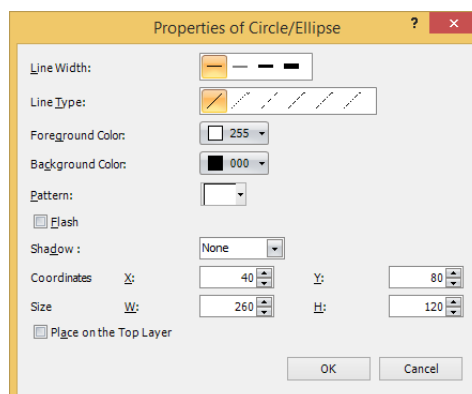 Properties of Circle/Ellipse ? ×
Line Width:
Line Type:
Foreground Color: 255
Background Color: 000
Pattern:
Flash
Shadow : None
Coordinates X: 40 Y: 80
Size W: 260 H: 120
Place on the Top Layer
OK Cancel